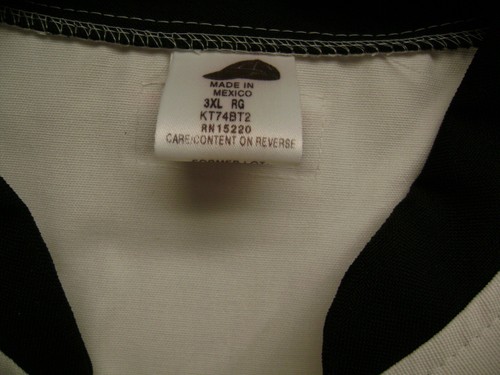 MADE IN
MEXICO
3XL RG
KT74BT2
RN15220
CARE/CONTENT ON REVERSE